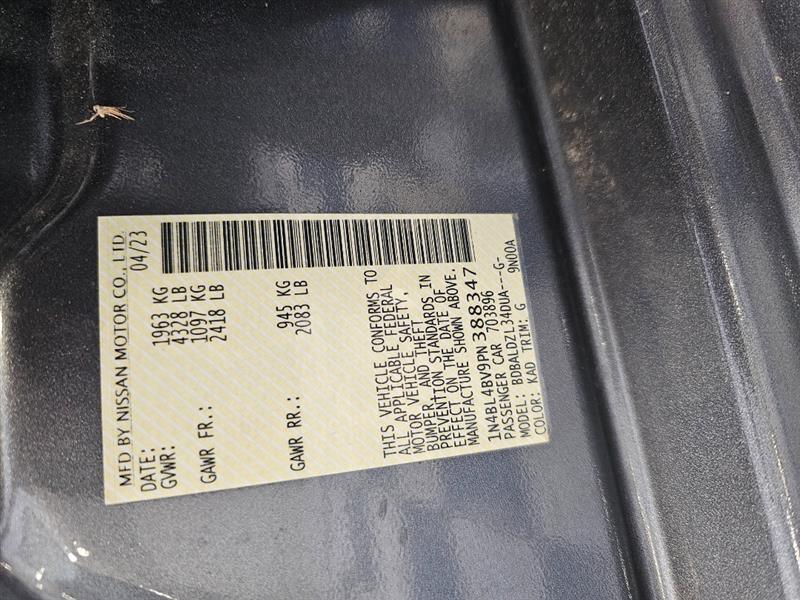 MFD BY NISSAN MOTOR CO., LTD.
DATE: 04/23
GVWR: 1963 KG
4328 LB
GAWR FR.: 1097 KG
2418 LB
GAWR RR.: 945 KG
2083 LB
THIS VEHICLE CONFORMS TO
ALL APPLICABLE FEDERAL
MOTOR VEHICLE SAFETY,
BUMPER, AND THEFT
PREVENTION STANDARDS IN
EFFECT ON THE DATE OF
MANUFACTURE SHOWN ABOVE.
1N4BL4BV9PN388347
PASSENGER CAR 703896
MODEL: BDBALDZL34DUA---G-
COLOR: KAD TRIM: G 9N00A